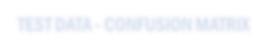 TEST DATA - CONFUSION MATRIX